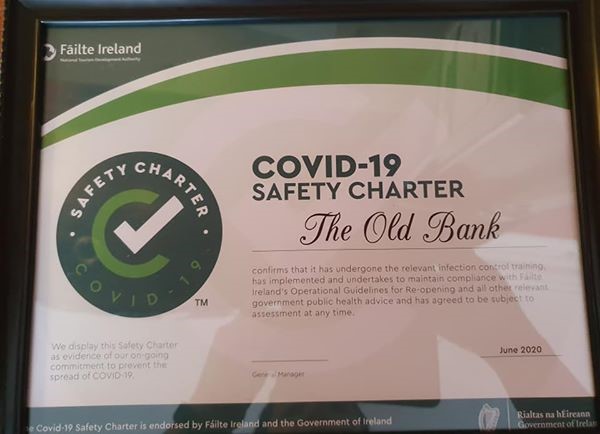 Fáilte Ireland
National Tourism Development Authority
SAFETY CHARTER
COVID-19
TM
COVID-19
SAFETY CHARTER
The Old Bank
confirms that it has undergone the relevant infection control training,
has implemented and undertakes to maintain compliance with Fáilte
Ireland's Operational Guidelines for Re-opening and all other relevant
government public health advice and has agreed to be subject to
assessment at any time.
We display this Safety Charter
as evidence of our on-going
commitment to prevent the
spread of COVID-19.
June 2020
General Manager
Covid-19 Safety Charter is endorsed by Fáilte Ireland and the Government of Ireland
Rialtas na hÉireann
Government of Ireland